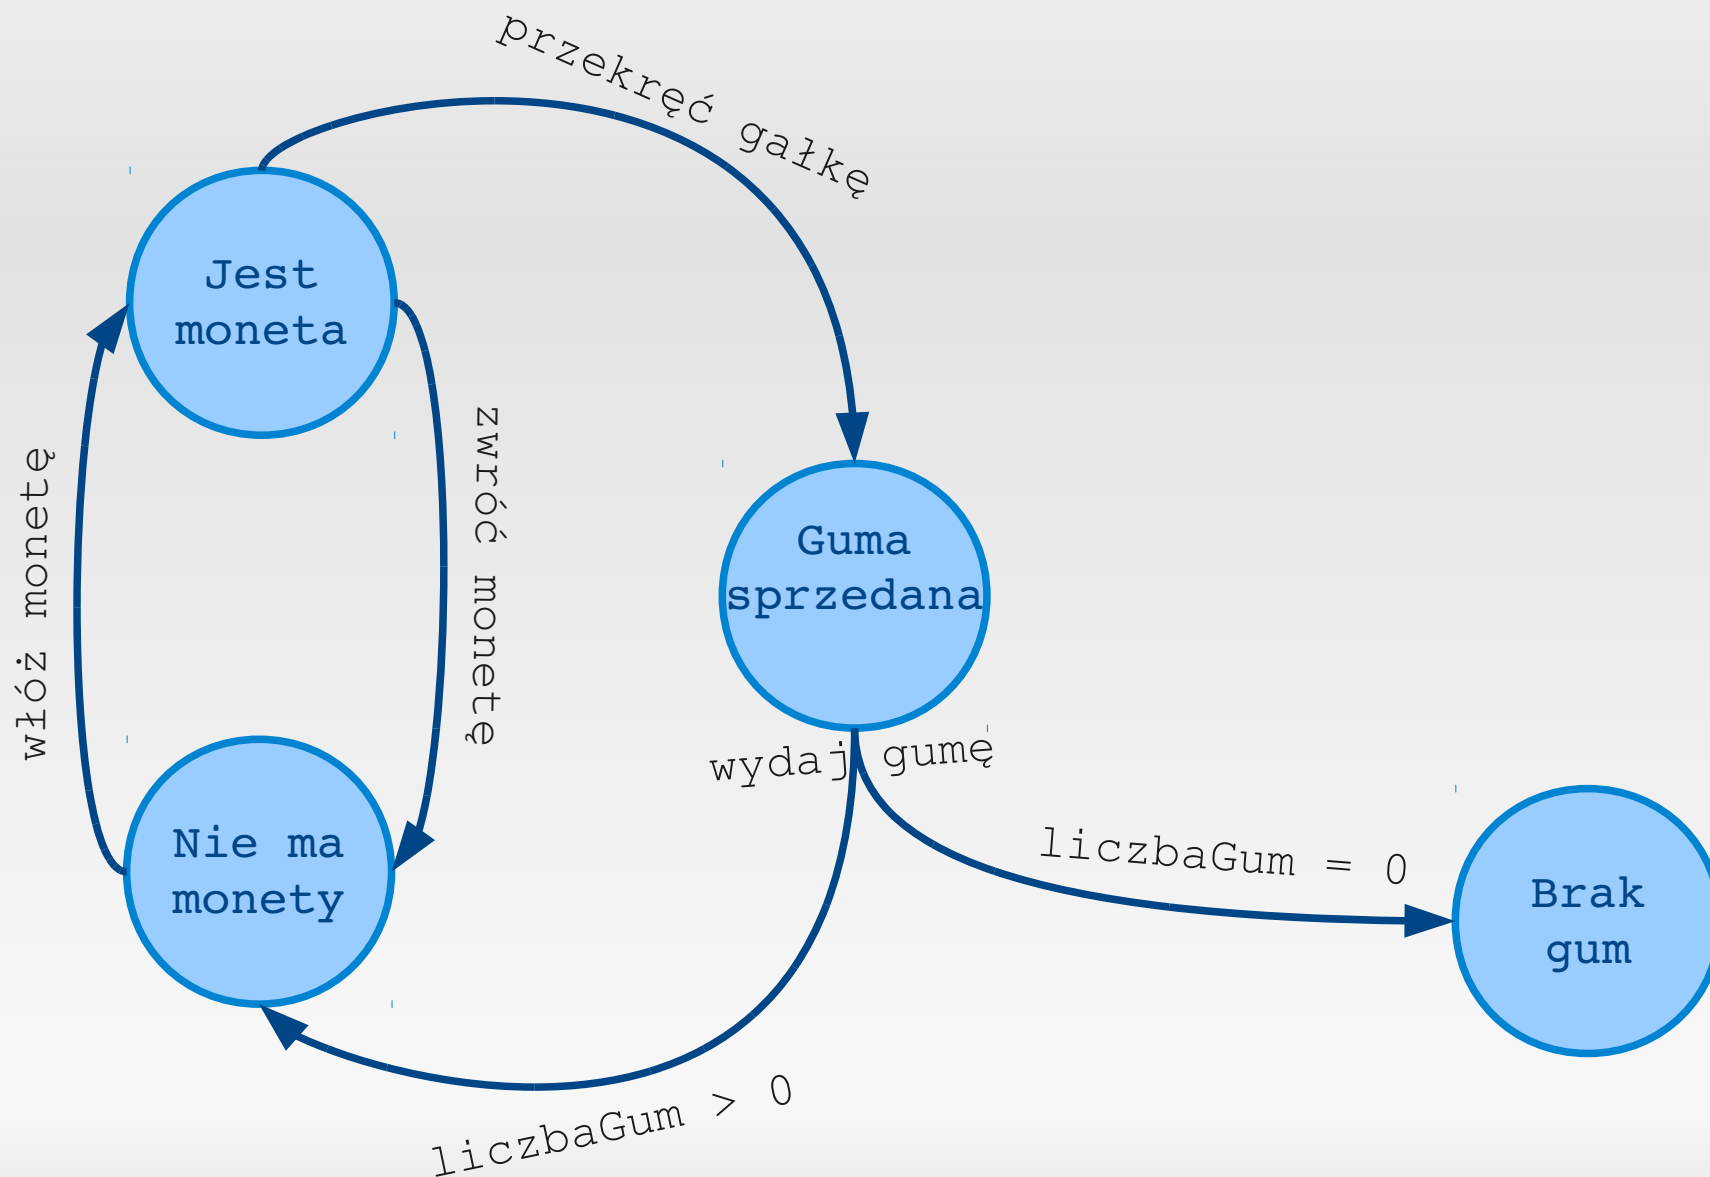 przekręć gałkę
Jest
moneta
włóż monetę
zwróć monetę
Guma
sprzedana
wydaj gumę
Nie ma
monety
liczbaGum = 0
Brak
gum
liczbaGum > 0